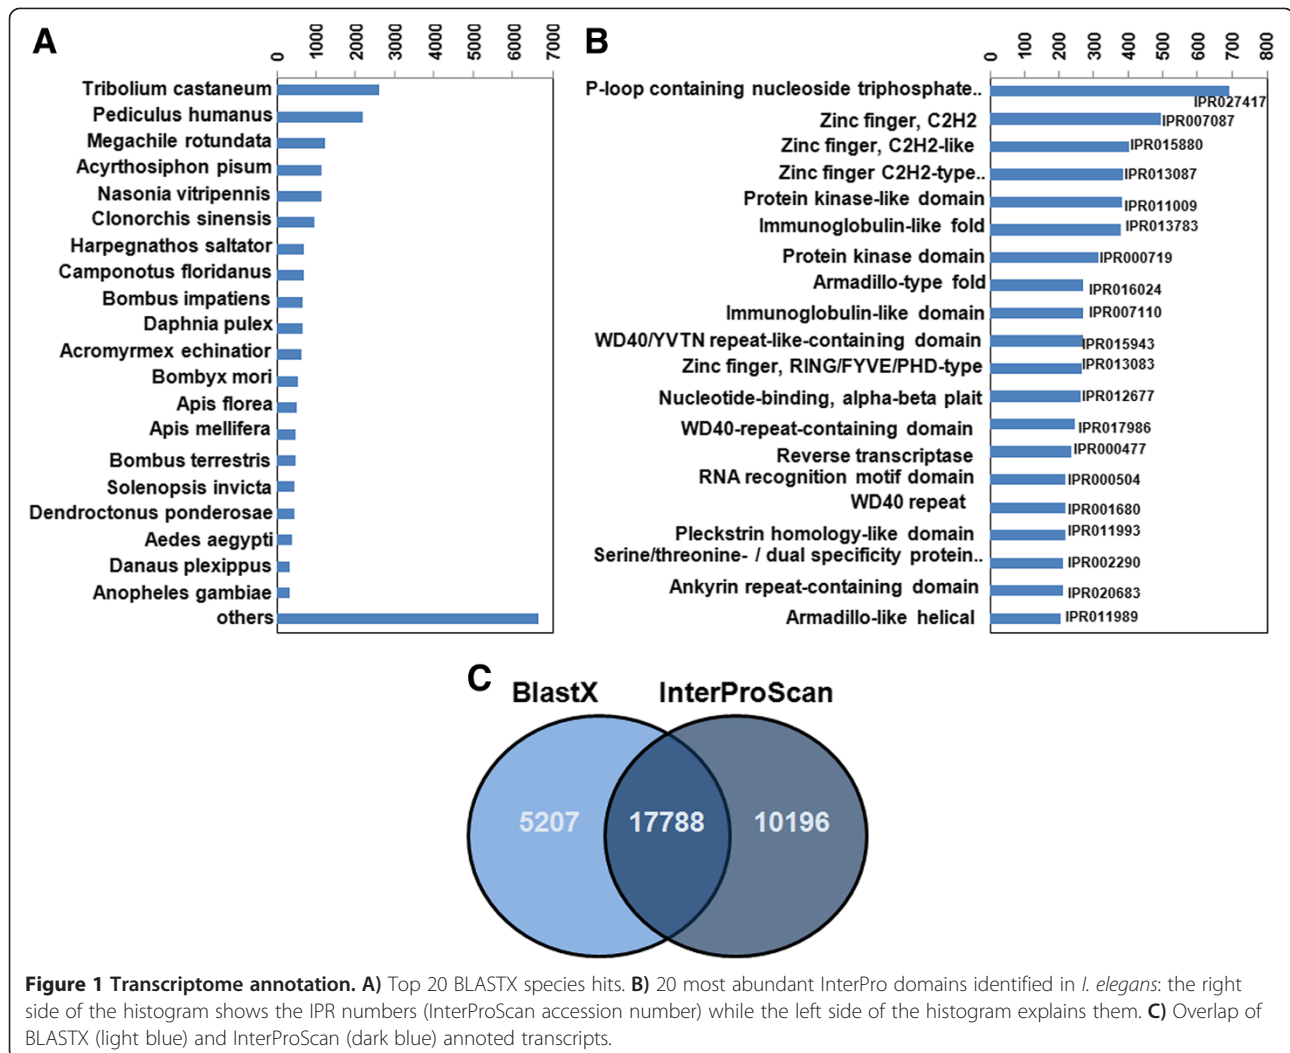 A
0 1000 2000 3000 4000 5000 6000 7000
Tribolium castaneum
Pediculus humanus
Megachile rotundata
Acyrthosiphon pisum
Nasonia vitripennis
Clonorchis sinensis
Harpegnathos saltator
Camponotus floridanus
Bombus impatiens
Daphnia pulex
Acromyrmex echinatior
Bombyx mori
Apis florea
Apis mellifera
Bombus terrestris
Solenopsis invicta
Dendroctonus ponderosae
Aedes aegypti
Danaus plexippus
Anopheles gambiae
others
B
0 100 200 300 400 500 600 700 800
P-loop containing nucleoside triphosphate..
IPR027417
Zinc finger, C2H2 IPR007087
Zinc finger, C2H2-like IPR015880
Zinc finger C2H2-type.. IPR013087
Protein kinase-like domain IPR011009
Immunoglobulin-like fold IPR013783
Protein kinase domain IPR000719
Armadillo-type fold IPR016024
Immunoglobulin-like domain IPR007110
WD40/YVTN repeat-like-containing domain IPR015943
Zinc finger, RING/FYVE/PHD-type IPR013083
Nucleotide-binding, alpha-beta plait IPR012677
WD40-repeat-containing domain IPR017986
Reverse transcriptase IPR000477
RNA recognition motif domain IPR000504
WD40 repeat IPR001680
Pleckstrin homology-like domain IPR011993
Serine/threonine- / dual specificity protein.. IPR002290
Ankyrin repeat-containing domain IPR020683
Armadillo-like helical IPR011989
C
BlastX InterProScan
5207 17788 10196
Figure 1 Transcriptome annotation. A) Top 20 BLASTX species hits. B) 20 most abundant InterPro domains identified in I. elegans: the right
side of the histogram shows the IPR numbers (InterProScan accession number) while the left side of the histogram explains them. C) Overlap of
BLASTX (light blue) and InterProScan (dark blue) annoted transcripts.